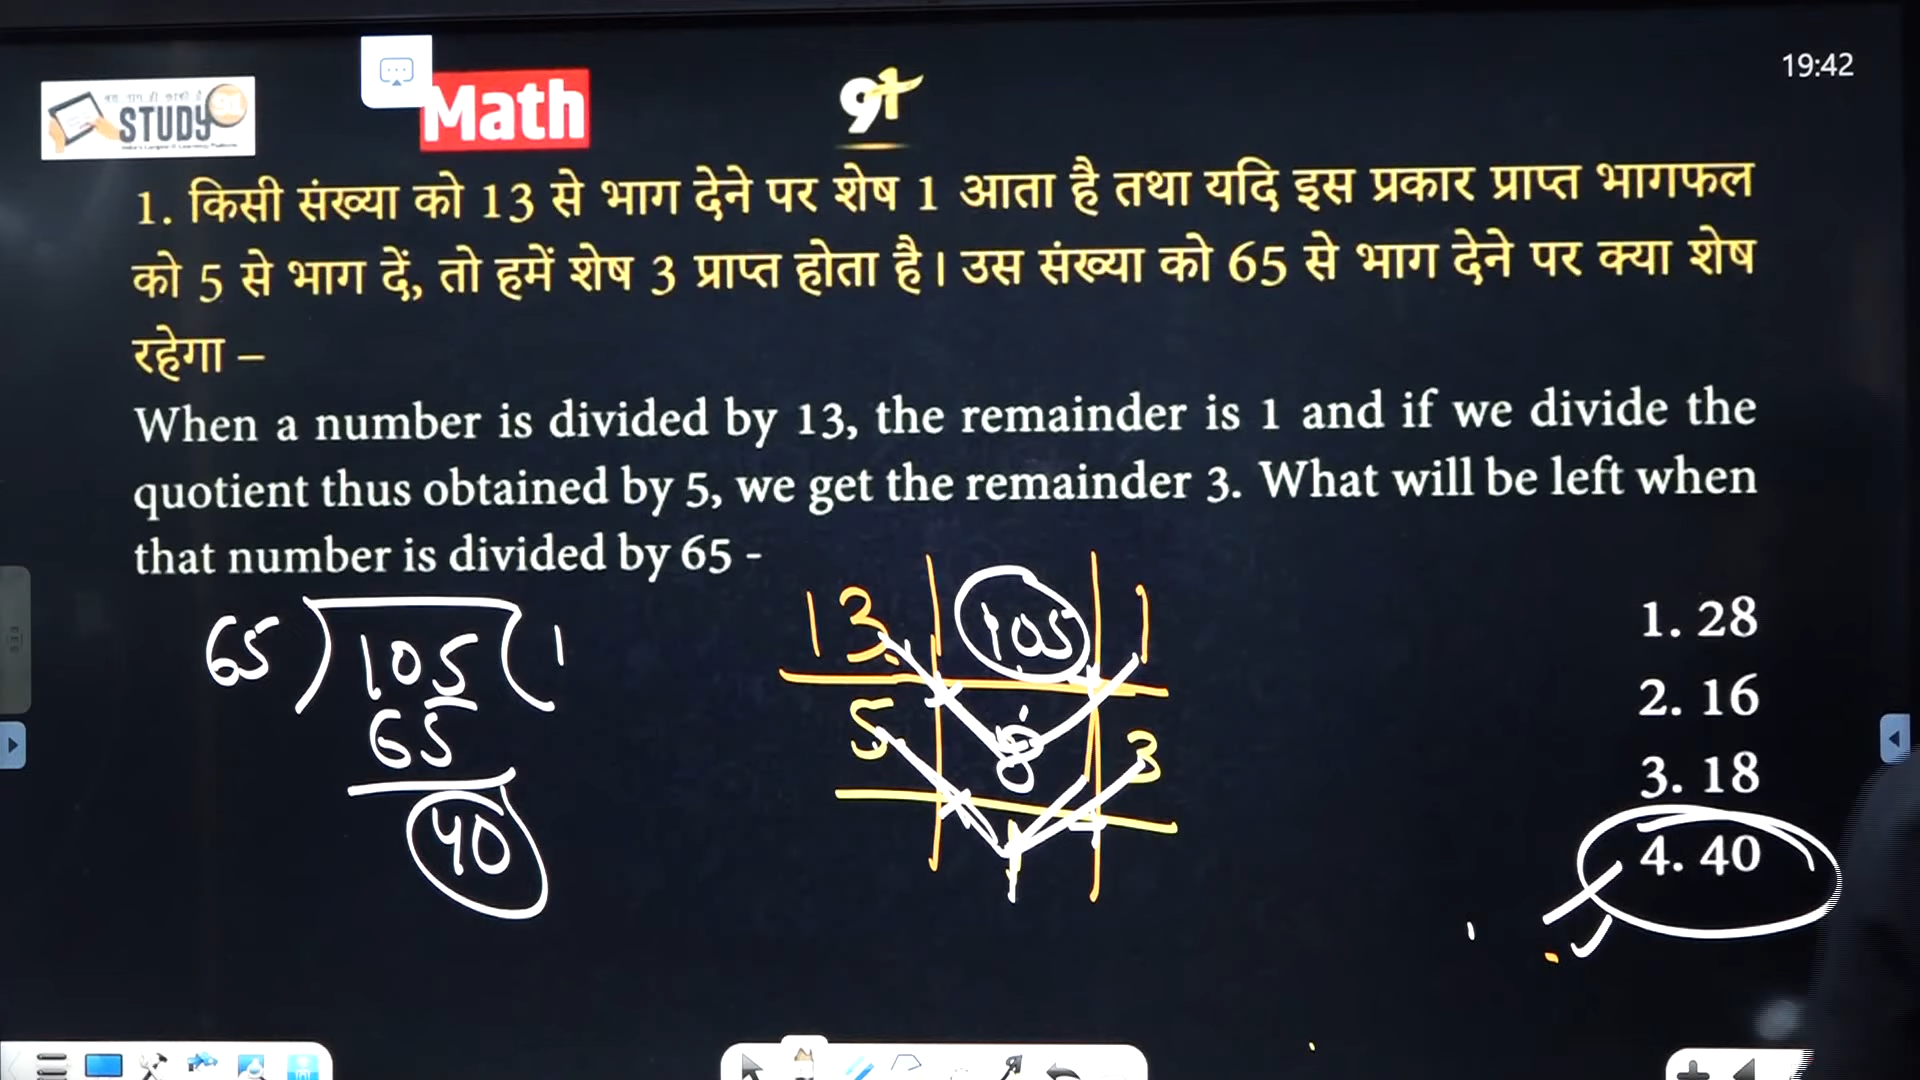 19:42
STUDY
91
Math
9+
1. किसी संख्या को 13 से भाग देने पर शेष 1 आता है तथा यदि इस प्रकार प्राप्त भागफल
को 5 से भाग दें, तो हमें शेष 3 प्राप्त होता है। उस संख्या को 65 से भाग देने पर क्या शेष
रहेगा –
When a number is divided by 13, the remainder is 1 and if we divide the
quotient thus obtained by 5, we get the remainder 3. What will be left when
that number is divided by 65 -
65 ) 105 ( 1
65
40
13 105 1
5 8 3
1
1. 28
2. 16
3. 18
4. 40